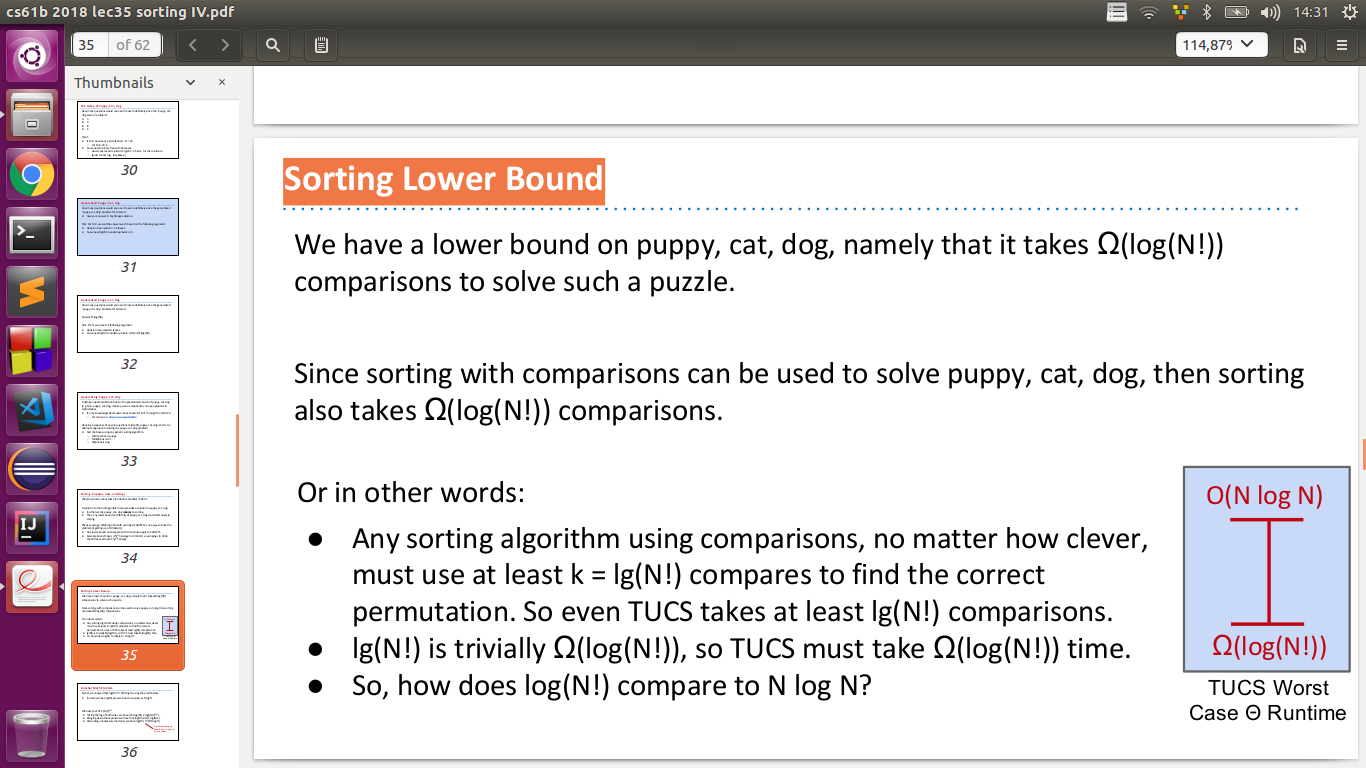 cs61b 2018 lec35 sorting IV.pdf
14:31
35 of 62
114,87%
Thumbnails
30
31
32
33
34
35
36
Sorting Lower Bound
We have a lower bound on puppy, cat, dog, namely that it takes Ω(log(N!))
comparisons to solve such a puzzle.
Since sorting with comparisons can be used to solve puppy, cat, dog, then sorting
also takes Ω(log(N!)) comparisons.
Or in other words:
● Any sorting algorithm using comparisons, no matter how clever,
must use at least k = lg(N!) compares to find the correct
permutation. So even TUCS takes at least lg(N!) comparisons.
● lg(N!) is trivially Ω(log(N!)), so TUCS must take Ω(log(N!)) time.
● So, how does log(N!) compare to N log N?
O(N log N)
Ω(log(N!))
TUCS Worst
Case Θ Runtime